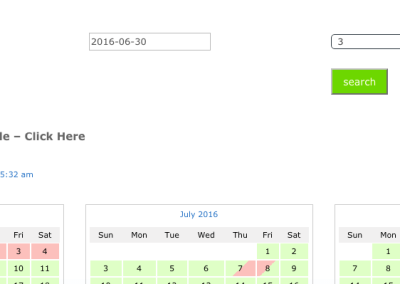 2016-06-30 3
search
le – Click Here
5:32 am
July 2016
Fri Sat Sun Mon Tue Wed Thu Fri Sat Sun Mon
3 4 1 2 1
10 11 3 4 5 6 7 8 9 7 8